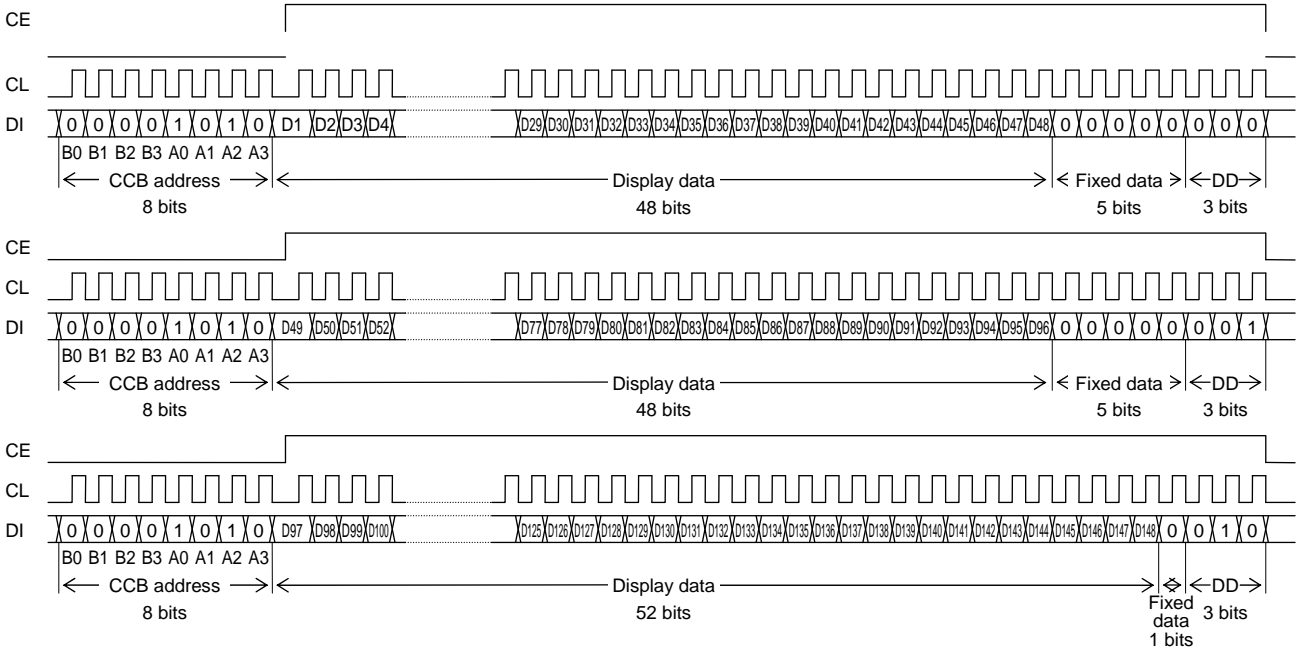 CE
CL
DI 0 0 0 0 1 0 1 0 D1 D2 D3 D4 D29 D30 D31 D32 D33 D34 D35 D36 D37 D38 D39 D40 D41 D42 D43 D44 D45 D46 D47 D48 0 0 0 0 0 0 0 0
B0 B1 B2 B3 A0 A1 A2 A3
CCB address Display data Fixed data DD
8 bits 48 bits 5 bits 3 bits
CE
CL
DI 0 0 0 0 1 0 1 0 D49 D50 D51 D52 D77 D78 D79 D80 D81 D82 D83 D84 D85 D86 D87 D88 D89 D90 D91 D92 D93 D94 D95 D96 0 0 0 0 0 0 0 1
B0 B1 B2 B3 A0 A1 A2 A3
CCB address Display data Fixed data DD
8 bits 48 bits 5 bits 3 bits
CE
CL
DI 0 0 0 0 1 0 1 0 D97 D98 D99 D100 D125 D126 D127 D128 D129 D130 D131 D132 D133 D134 D135 D136 D137 D138 D139 D140 D141 D142 D143 D144 D145 D146 D147 D148 0 0 1 0
B0 B1 B2 B3 A0 A1 A2 A3
CCB address Display data DD
8 bits 52 bits 3 bits
Fixed
data
1 bits